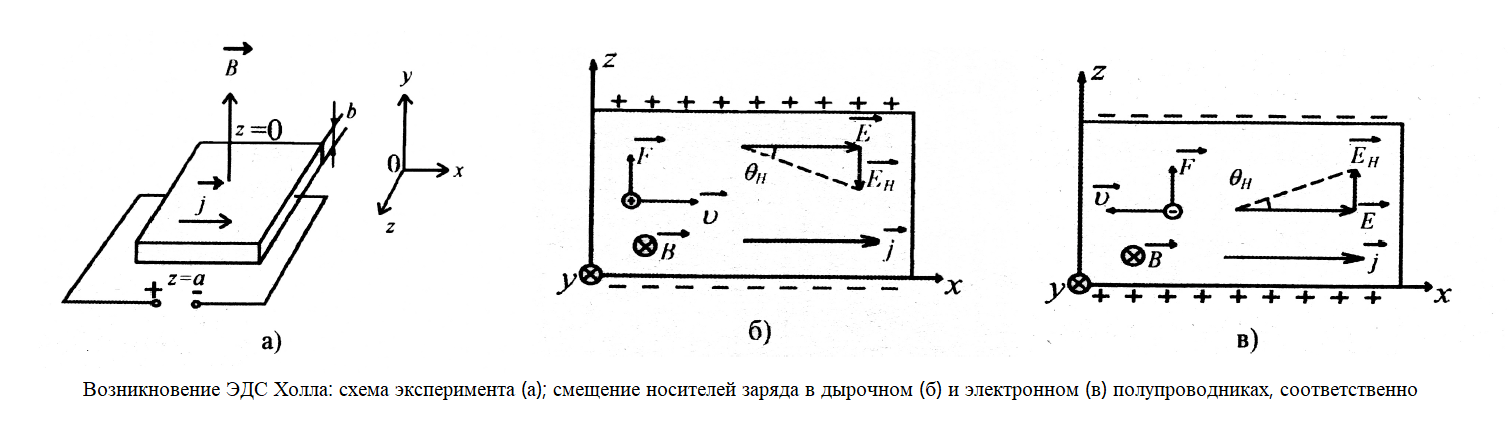 B
y
b
z=0
0
x
j
z
z=a
+ -
а)
z
+ + + + + + + + +
E
F
θH
EH
υ
B
j
y
x
- - - - - - - - -
б)
z
- - - - - - - - -
EH
F
θH
υ
E
B
j
y
x
+ + + + + + + + +
в)
Возникновение ЭДС Холла: схема эксперимента (а); смещение носителей заряда в дырочном (б) и электронном (в) полупроводниках, соответственно